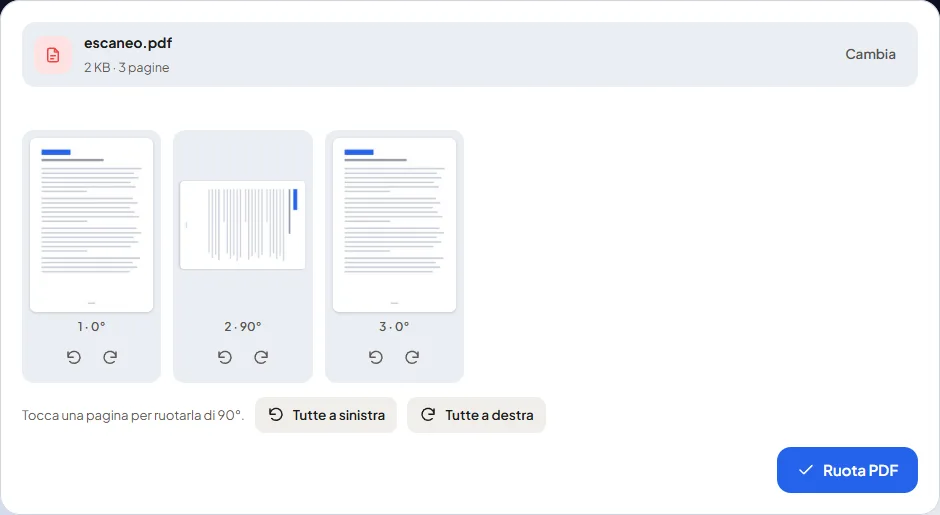 escaneo.pdf
2 KB · 3 pagine
Cambia
1 · 0°
2 · 90°
3 · 0°
Tocca una pagina per ruotarla di 90°.
Tutte a sinistra
Tutte a destra
Ruota PDF